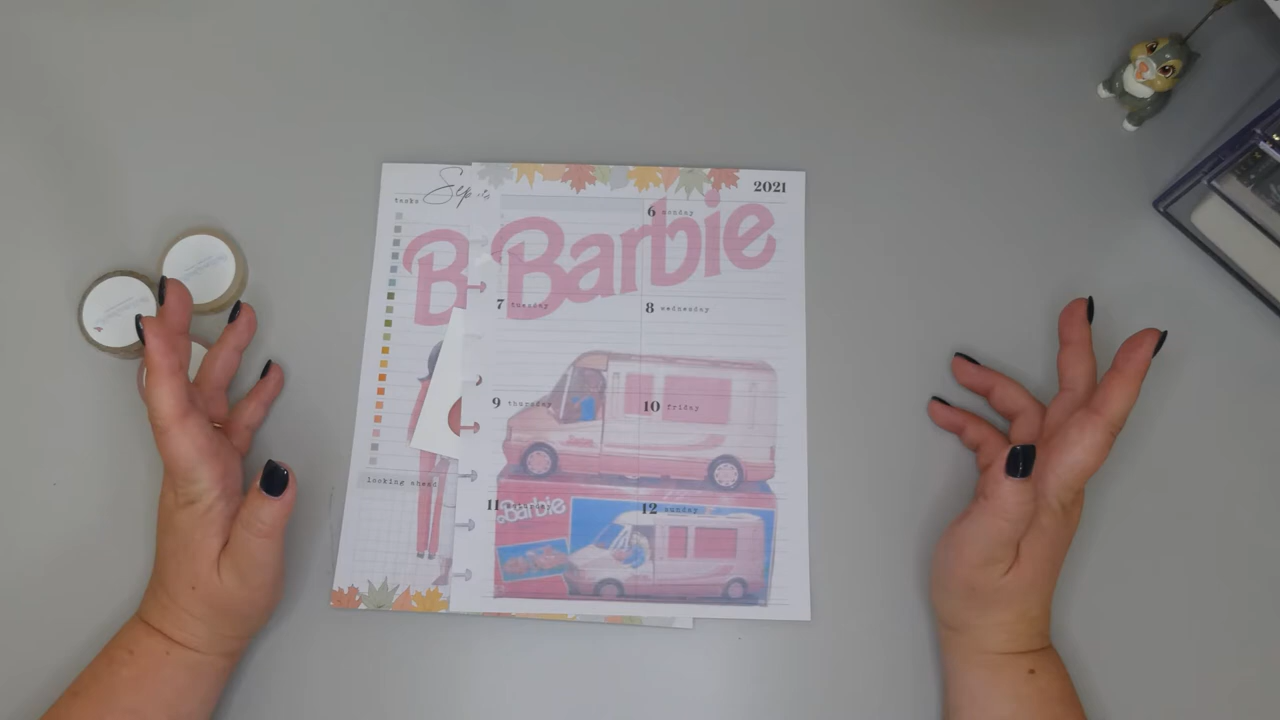 2021
tasks
6 monday
Barbie
7 tuesday
8 wednesday
9 thursday
10 friday
looking ahead
11
12 sunday
Barbie